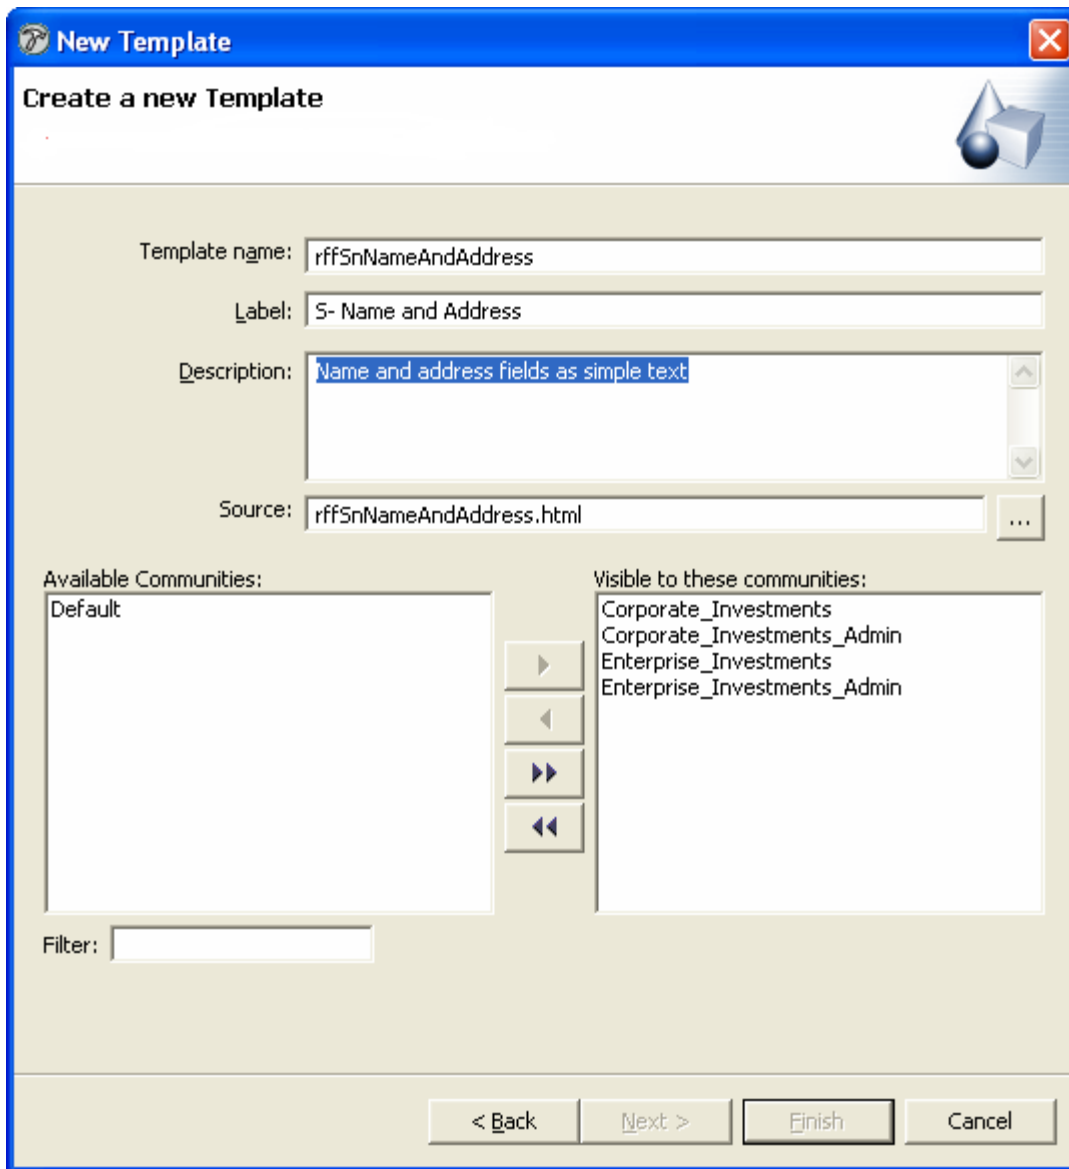 New Template
Create a new Template
Template name: rffSnNameAndAddress
Label: S- Name and Address
Description: Name and address fields as simple text
Source: rffSnNameAndAddress.html ...
Available Communities:
Default
Visible to these communities:
Corporate_Investments
Corporate_Investments_Admin
Enterprise_Investments
Enterprise_Investments_Admin
Filter:
< Back Next > Finish Cancel